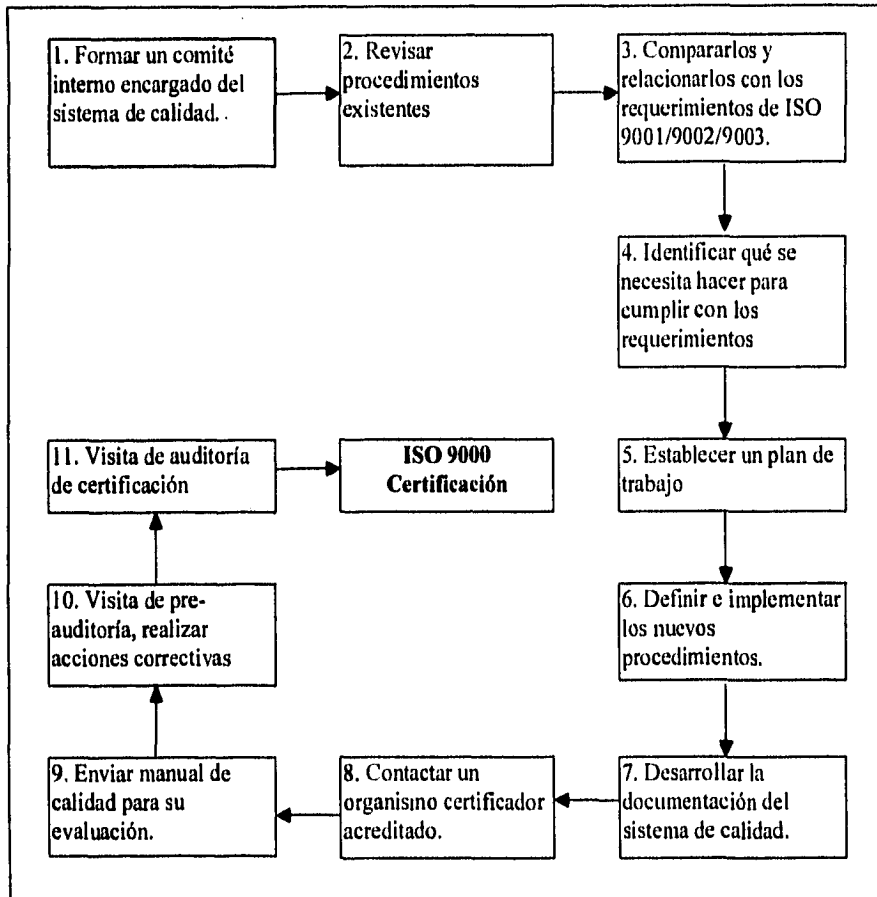 1. Formar un comité
interno encargado del
sistema de calidad. .
2. Revisar
procedimientos
existentes
3. Compararlos y
relacionarlos con los
requerimientos de ISO
9001/9002/9003.
4. Identificar qué se
necesita hacer para
cumplir con los
requerimientos
5. Establecer un plan de
trabajo
6. Definir e implementar
los nuevos
procedimientos.
7. Desarrollar la
documentación del
sistema de calidad.
8. Contactar un
organismo certificador
acreditado.
9. Enviar manual de
calidad para su
evaluación.
10. Visita de pre-
auditoría, realizar
acciones correctivas
11. Visita de auditoría
de certificación
ISO 9000
Certificación